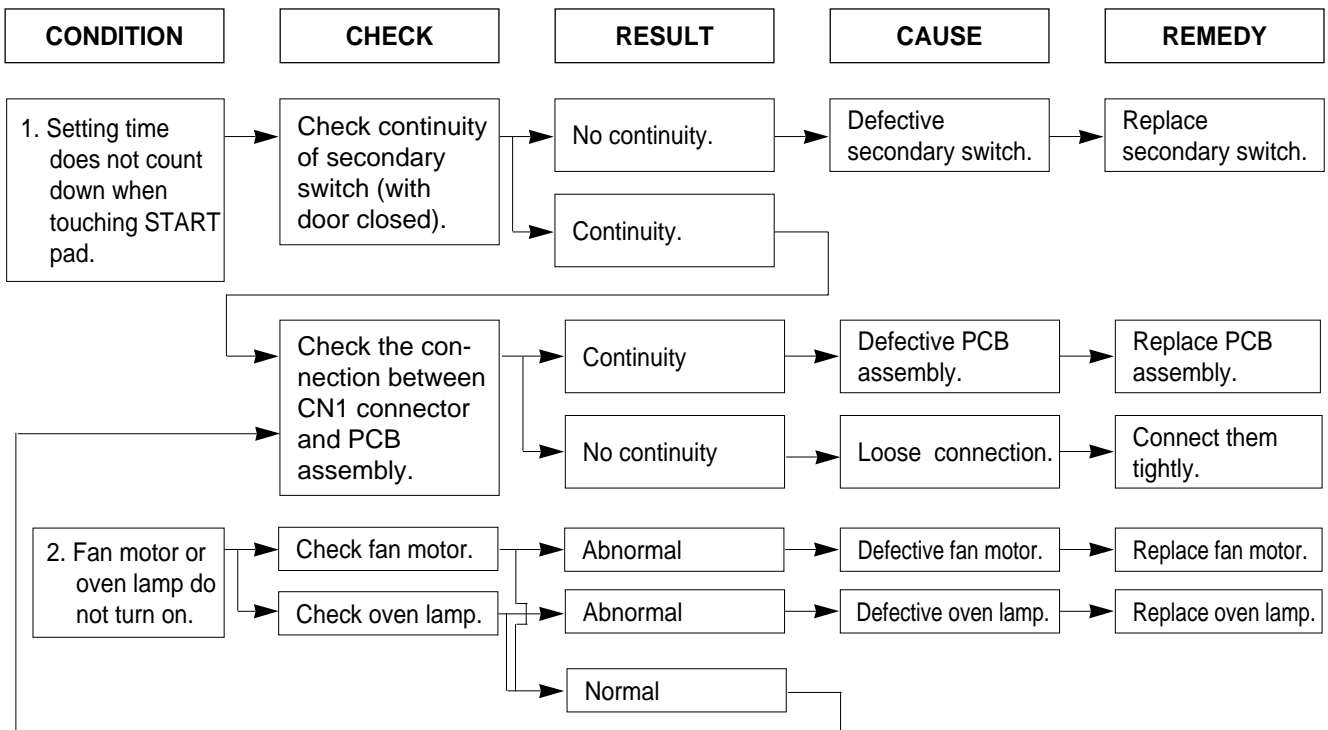 CONDITION
CHECK
RESULT
CAUSE
REMEDY
1. Setting time
does not count
down when
touching START
pad.
Check continuity
of secondary
switch (with
door closed).
No continuity.
Defective
secondary switch.
Replace
secondary switch.
Continuity.
Check the con-
nection between
CN1 connector
and PCB
assembly.
Continuity
Defective PCB
assembly.
Replace PCB
assembly.
No continuity
Loose connection.
Connect them
tightly.
2. Fan motor or
oven lamp do
not turn on.
Check fan motor.
Abnormal
Defective fan motor.
Replace fan motor.
Check oven lamp.
Abnormal
Defective oven lamp.
Replace oven lamp.
Normal